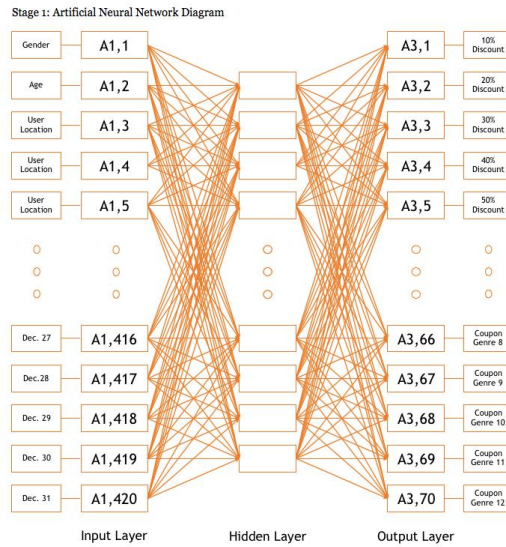 Stage 1: Artificial Neural Network Diagram
Gender A1,1 A3,1 10% Discount
Age A1,2 A3,2 20% Discount
User Location A1,3 A3,3 30% Discount
User Location A1,4 A3,4 40% Discount
User Location A1,5 A3,5 50% Discount
Dec. 27 A1,416 A3,66 Coupon Genre 8
Dec.28 A1,417 A3,67 Coupon Genre 9
Dec. 29 A1,418 A3,68 Coupon Genre 10
Dec. 30 A1,419 A3,69 Coupon Genre 11
Dec. 31 A1,420 A3,70 Coupon Genre 12
Input Layer Hidden Layer Output Layer